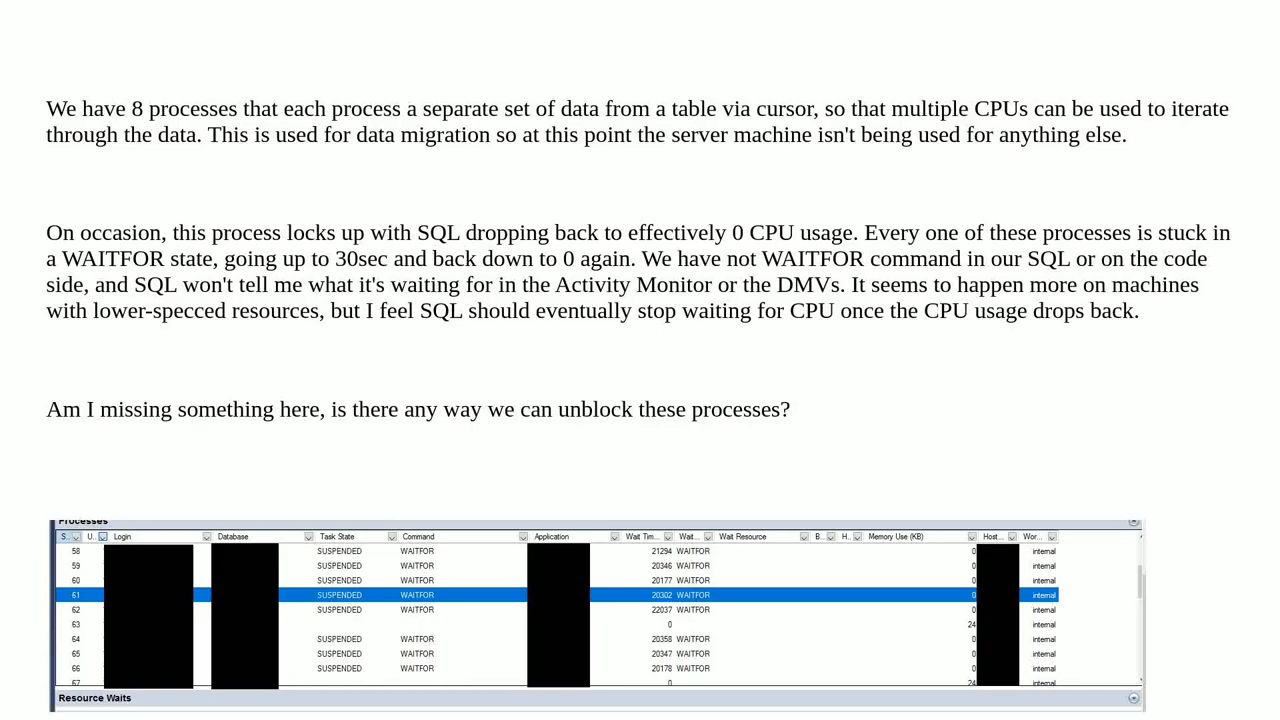 We have 8 processes that each process a separate set of data from a table via cursor, so that multiple CPUs can be used to iterate
through the data. This is used for data migration so at this point the server machine isn't being used for anything else.
On occasion, this process locks up with SQL dropping back to effectively 0 CPU usage. Every one of these processes is stuck in
a WAITFOR state, going up to 30sec and back down to 0 again. We have not WAITFOR command in our SQL or on the code
side, and SQL won't tell me what it's waiting for in the Activity Monitor or the DMVs. It seems to happen more on machines
with lower-specced resources, but I feel SQL should eventually stop waiting for CPU once the CPU usage drops back.
Am I missing something here, is there any way we can unblock these processes?
Processes
S... U... Login Database Task State Command Application Wait Tim... Wait... Wait Resource B... H... Memory Use (KB) Host... Wor...
58 SUSPENDED WAITFOR 21294 WAITFOR 0 internal
59 SUSPENDED WAITFOR 20346 WAITFOR 0 internal
60 SUSPENDED WAITFOR 20177 WAITFOR 0 internal
61 SUSPENDED WAITFOR 20302 WAITFOR 0 internal
62 SUSPENDED WAITFOR 22037 WAITFOR 0 internal
63 0 24 internal
64 SUSPENDED WAITFOR 20358 WAITFOR 0 internal
65 SUSPENDED WAITFOR 20347 WAITFOR 0 internal
66 SUSPENDED WAITFOR 20178 WAITFOR 0 internal
67 0 24 internal
Resource Waits